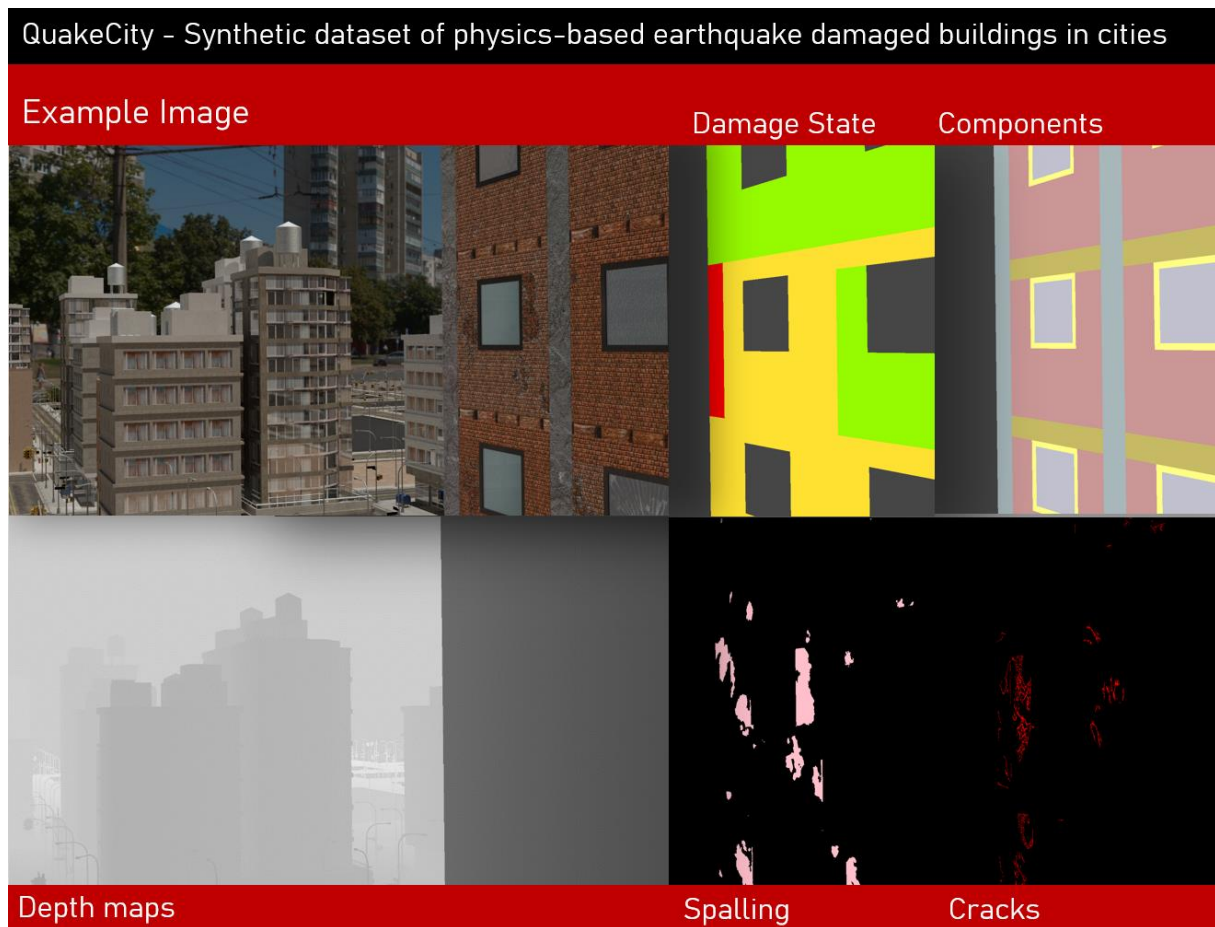 QuakeCity - Synthetic dataset of physics-based earthquake damaged buildings in cities
Example Image
Damage State
Components
Depth maps
Spalling
Cracks